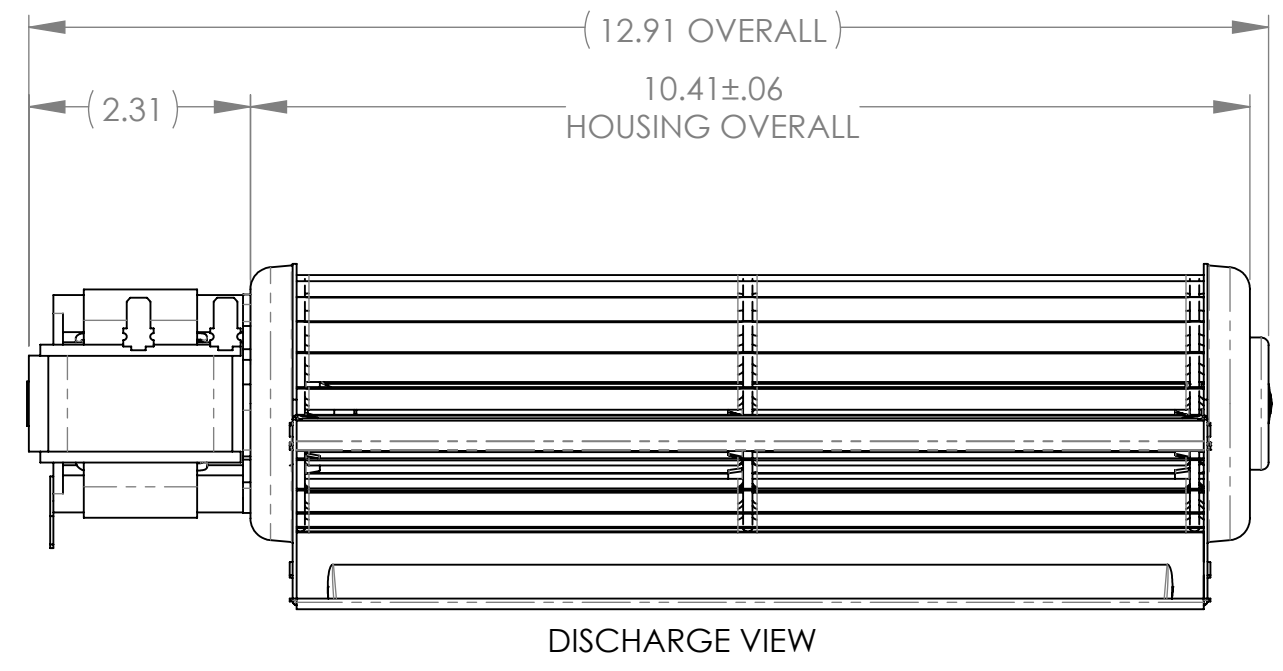 (12.91 OVERALL)
10.41±.06
(2.31)
HOUSING OVERALL
DISCHARGE VIEW